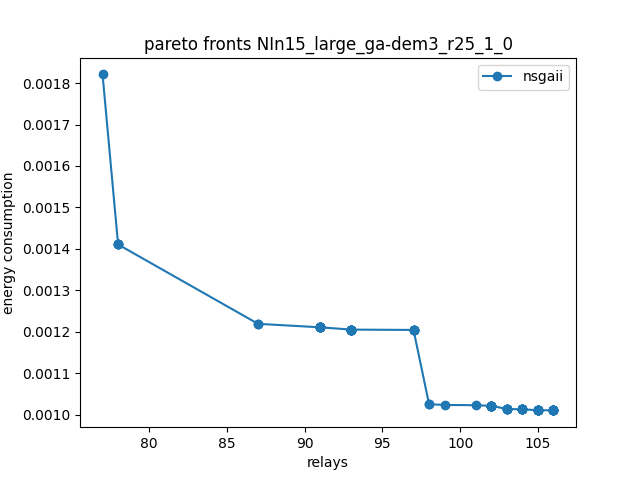 pareto fronts NIn15_large_ga-dem3_r25_1_0
nsgaii
0.0018
0.0017
0.0016
0.0015
0.0014
0.0013
0.0012
0.0011
0.0010
energy consumption
80 85 90 95 100 105
relays